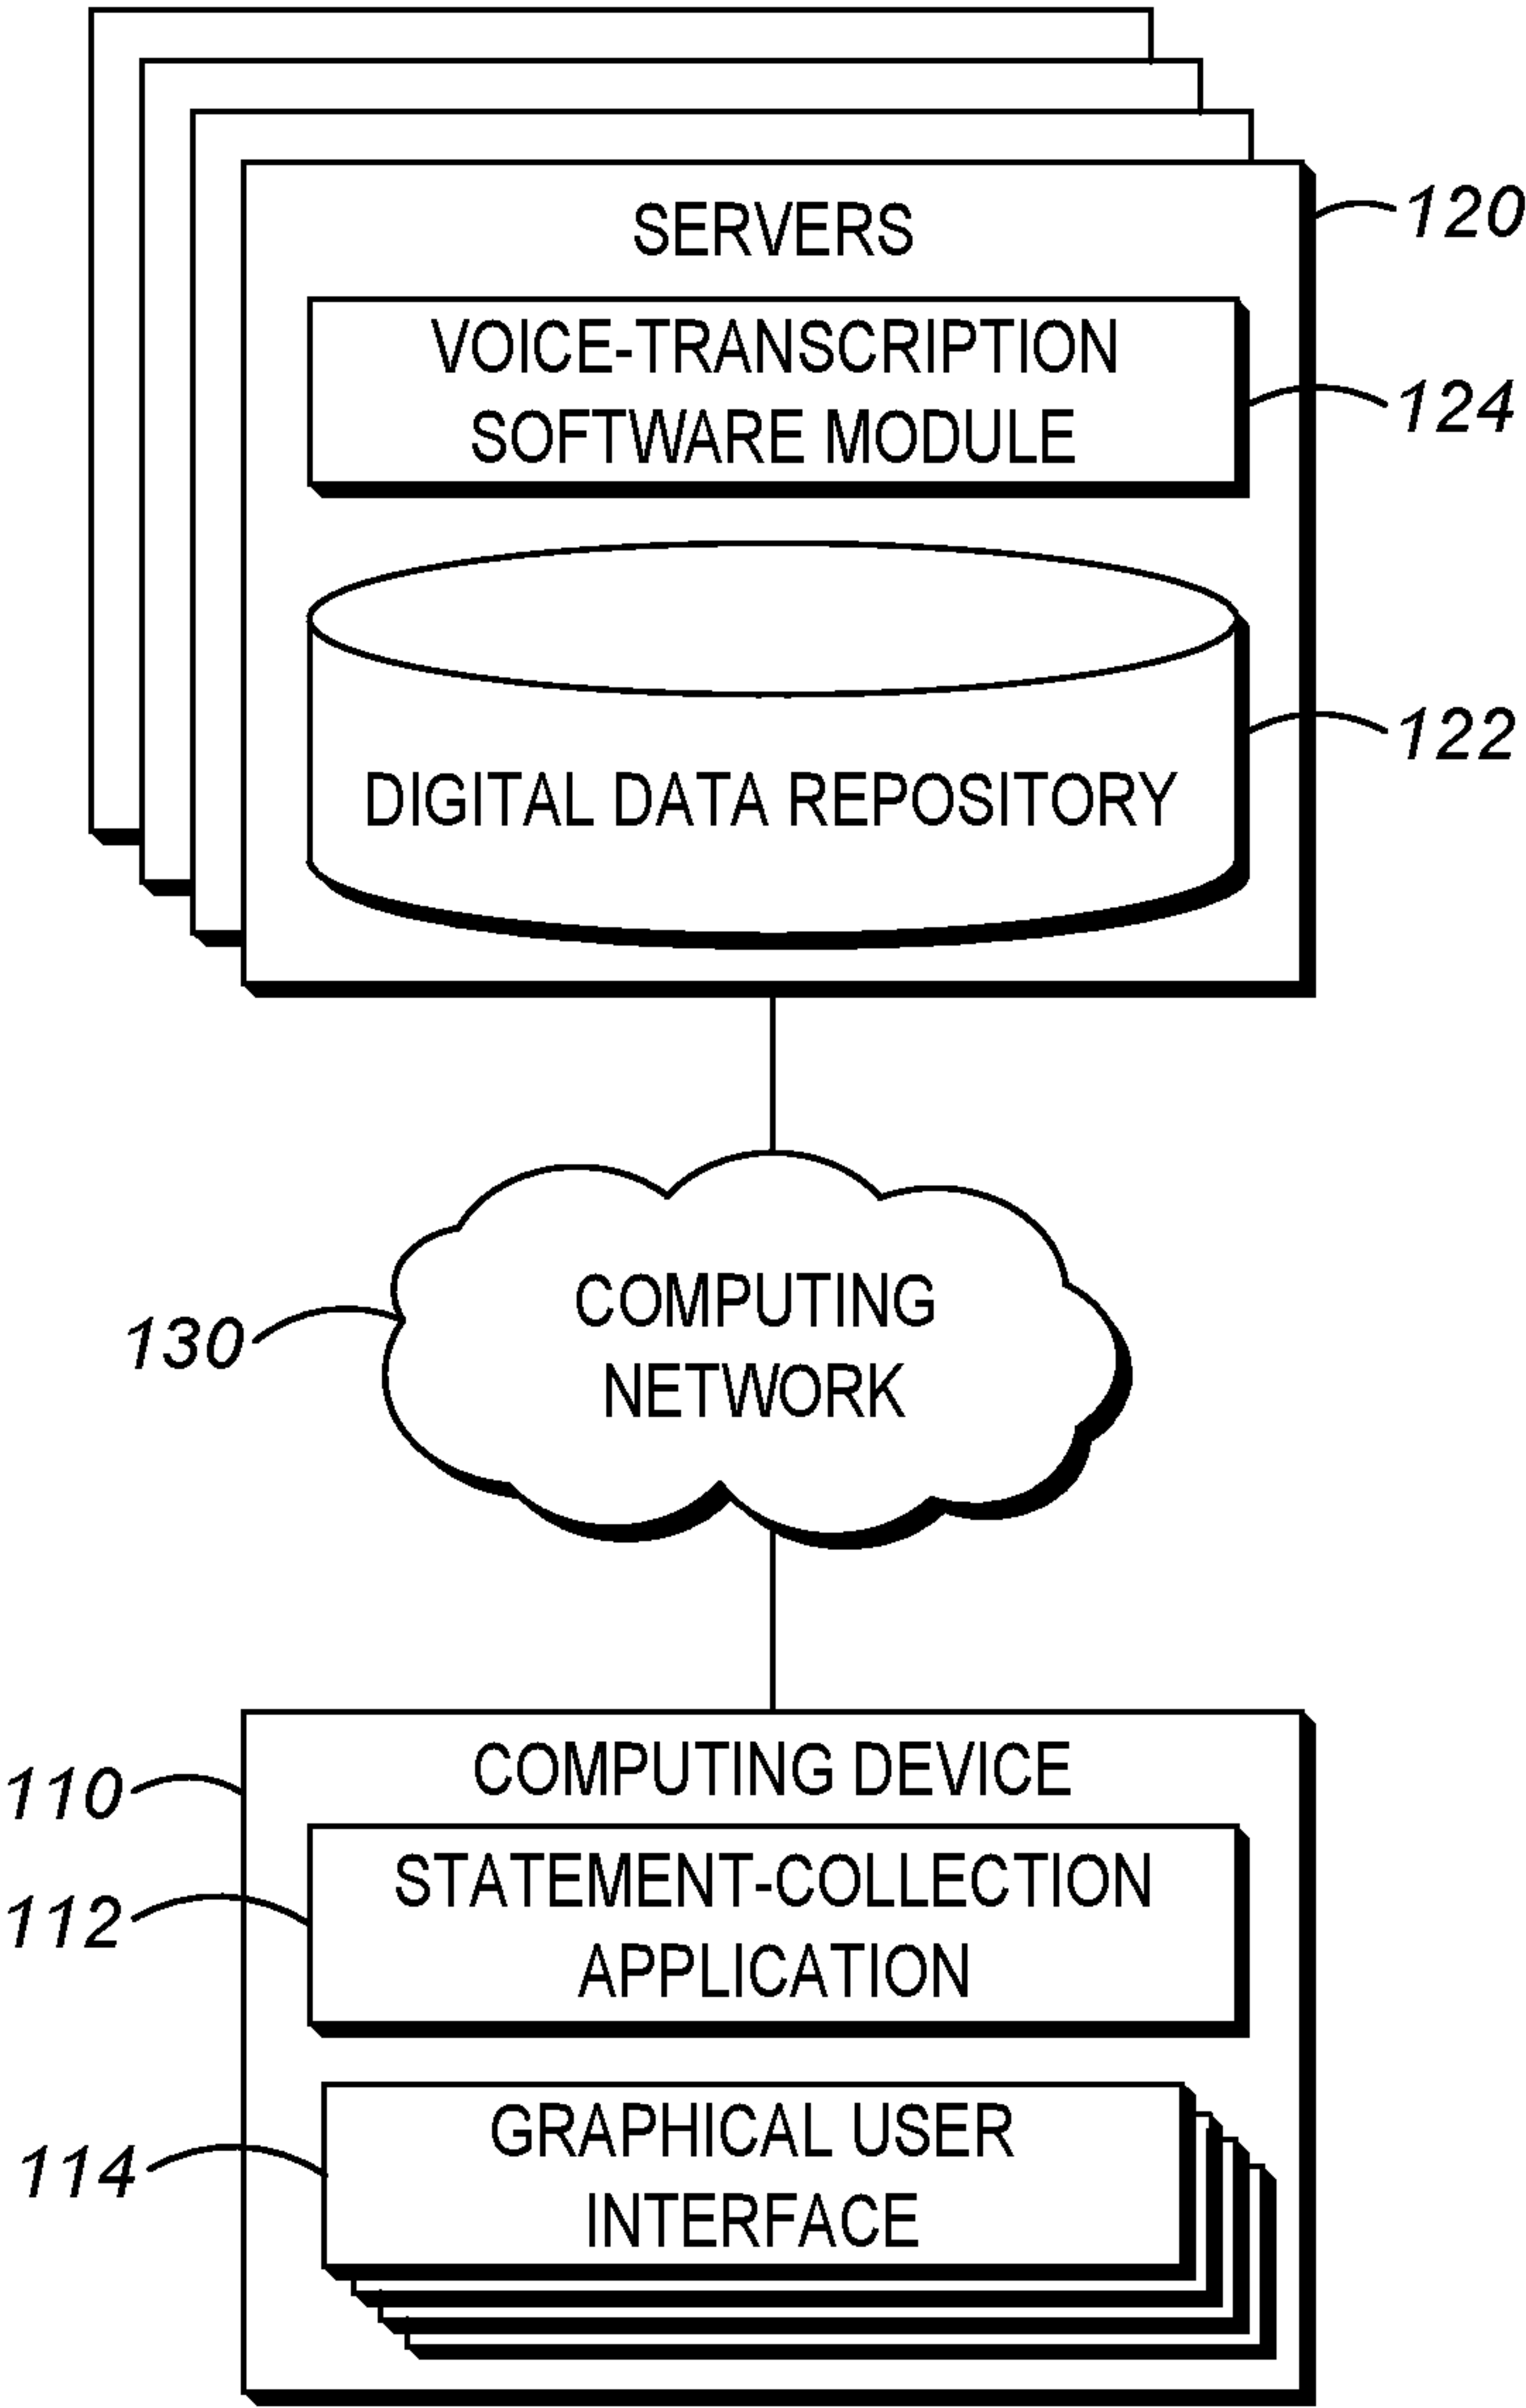 SERVERS
120
VOICE-TRANSCRIPTION
SOFTWARE MODULE
124
DIGITAL DATA REPOSITORY
122
COMPUTING
NETWORK
130
COMPUTING DEVICE
110
STATEMENT-COLLECTION
APPLICATION
112
GRAPHICAL USER
INTERFACE
114